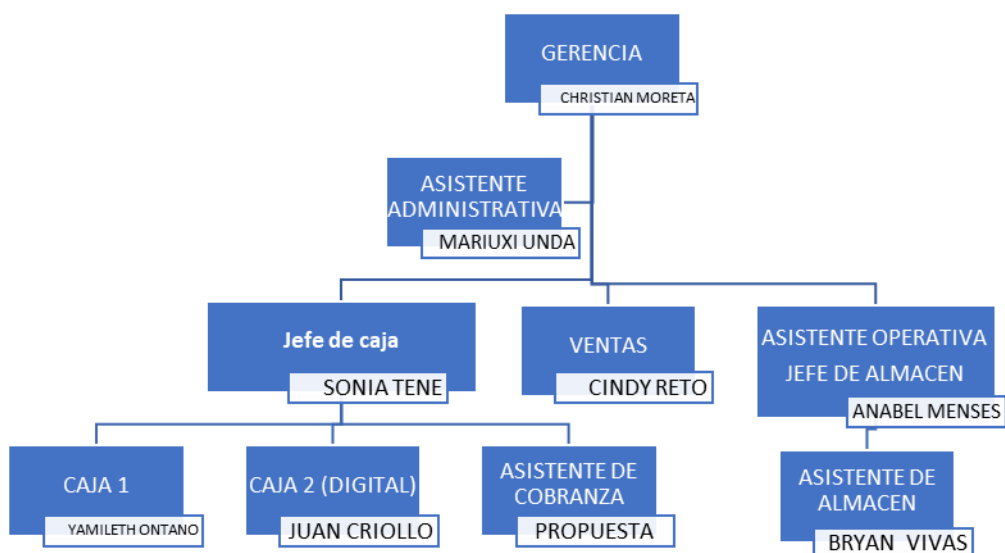 GERENCIA
CHRISTIAN MORETA
ASISTENTE
ADMINISTRATIVA
MARIUXI UNDA
Jefe de caja
SONIA TENE
VENTAS
CINDY RETO
ASISTENTE OPERATIVA
JEFE DE ALMACEN
ANABEL MENSES
CAJA 1
YAMILETH ONTANO
CAJA 2 (DIGITAL)
JUAN CRIOLLO
ASISTENTE DE
COBRANZA
PROPUESTA
ASISTENTE DE
ALMACEN
BRYAN VIVAS